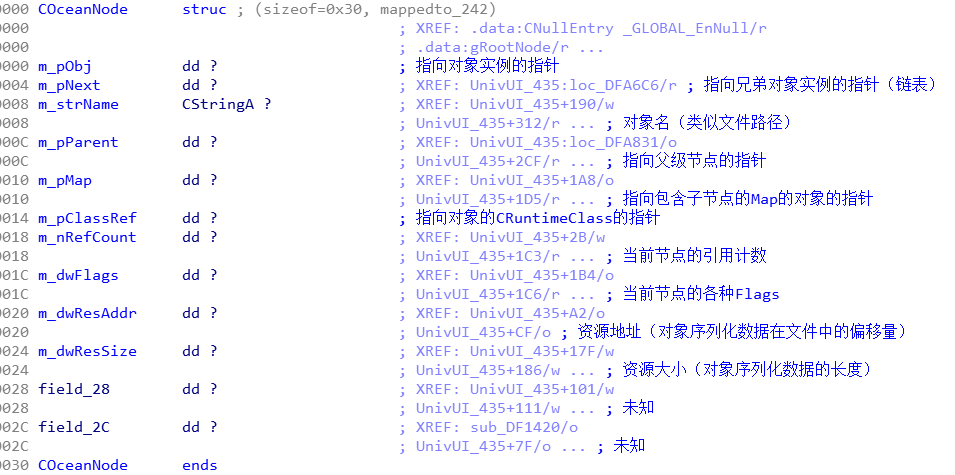 0000 COceanNode struc ; (sizeof=0x30, mappedto_242)
0000 ; XREF: .data:CNullEntry _GLOBAL_EnNull/r
0000 ; .data:gRootNode/r ...
0000 m_pObj dd ? ; 指向对象实例的指针
0004 m_pNext dd ? ; XREF: UnivUI_435:loc_DFA6C6/r ; 指向兄弟对象实例的指针（链表）
0008 m_strName CStringA ? ; XREF: UnivUI_435+190/w
0008 ; UnivUI_435+312/r ... ; 对象名（类似文件路径）
000C m_pParent dd ? ; XREF: UnivUI_435:loc_DFA831/o
000C ; UnivUI_435+2CF/r ... ; 指向父级节点的指针
0010 m_pMap dd ? ; XREF: UnivUI_435+1A8/o
0010 ; UnivUI_435+1D5/r ... ; 指向包含子节点的Map的对象的指针
0014 m_pClassRef dd ? ; 指向对象的CRuntimeClass的指针
0018 m_nRefCount dd ? ; XREF: UnivUI_435+2B/w
0018 ; UnivUI_435+1C3/r ... ; 当前节点的引用计数
001C m_dwFlags dd ? ; XREF: UnivUI_435+1B4/o
001C ; UnivUI_435+1C6/r ... ; 当前节点的各种Flags
0020 m_dwResAddr dd ? ; XREF: UnivUI_435+A2/o
0020 ; UnivUI_435+CF/o ; 资源地址（对象序列化数据在文件中的偏移量）
0024 m_dwResSize dd ? ; XREF: UnivUI_435+17F/w
0024 ; UnivUI_435+186/w ... ; 资源大小（对象序列化数据的长度）
0028 field_28 dd ? ; XREF: UnivUI_435+101/w
0028 ; UnivUI_435+111/w ... ; 未知
002C field_2C dd ? ; XREF: sub_DF1420/o
002C ; UnivUI_435+7F/o ... ; 未知
0030 COceanNode ends